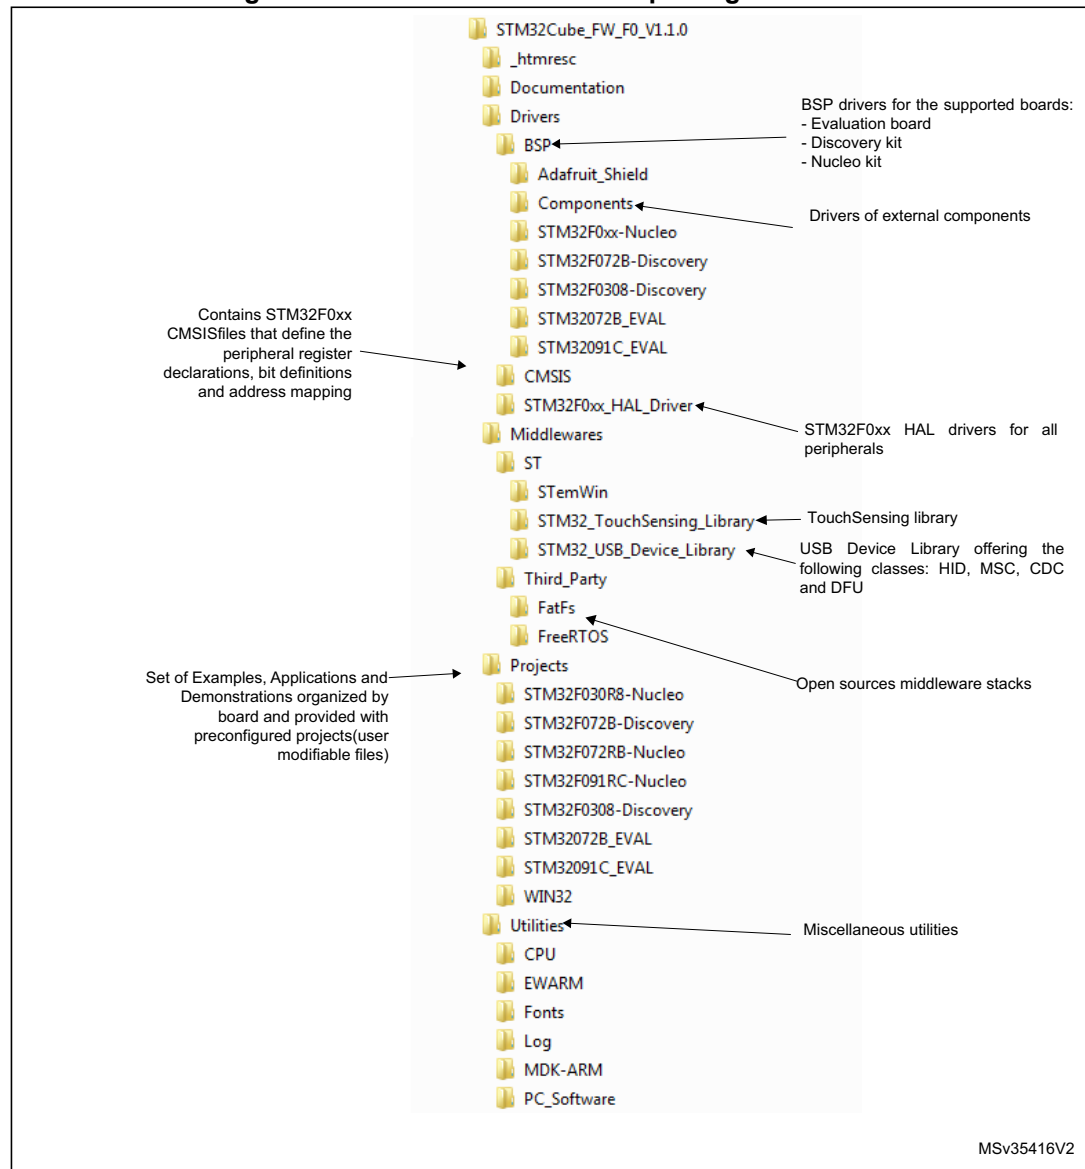 STM32Cube_FW_F0_V1.1.0
_htmresc
Documentation
Drivers
BSP
Adafruit_Shield
Components
STM32F0xx-Nucleo
STM32F072B-Discovery
STM32F0308-Discovery
STM32072B_EVAL
STM32091C_EVAL
CMSIS
STM32F0xx_HAL_Driver
Middlewares
ST
STemWin
STM32_TouchSensing_Library
STM32_USB_Device_Library
Third_Party
FatFs
FreeRTOS
Projects
STM32F030R8-Nucleo
STM32F072B-Discovery
STM32F072RB-Nucleo
STM32F091RC-Nucleo
STM32F0308-Discovery
STM32072B_EVAL
STM32091C_EVAL
WIN32
Utilities
CPU
EWARM
Fonts
Log
MDK-ARM
PC_Software
BSP drivers for the supported boards:
- Evaluation board
- Discovery kit
- Nucleo kit
Drivers of external components
Contains STM32F0xx
CMSISfiles that define the
peripheral register
declarations, bit definitions
and address mapping
STM32F0xx HAL drivers for all
peripherals
TouchSensing library
USB Device Library offering the
following classes: HID, MSC, CDC
and DFU
Open sources middleware stacks
Set of Examples, Applications and
Demonstrations organized by
board and provided with
preconfigured projects(user
modifiable files)
Miscellaneous utilities
MSv35416V2